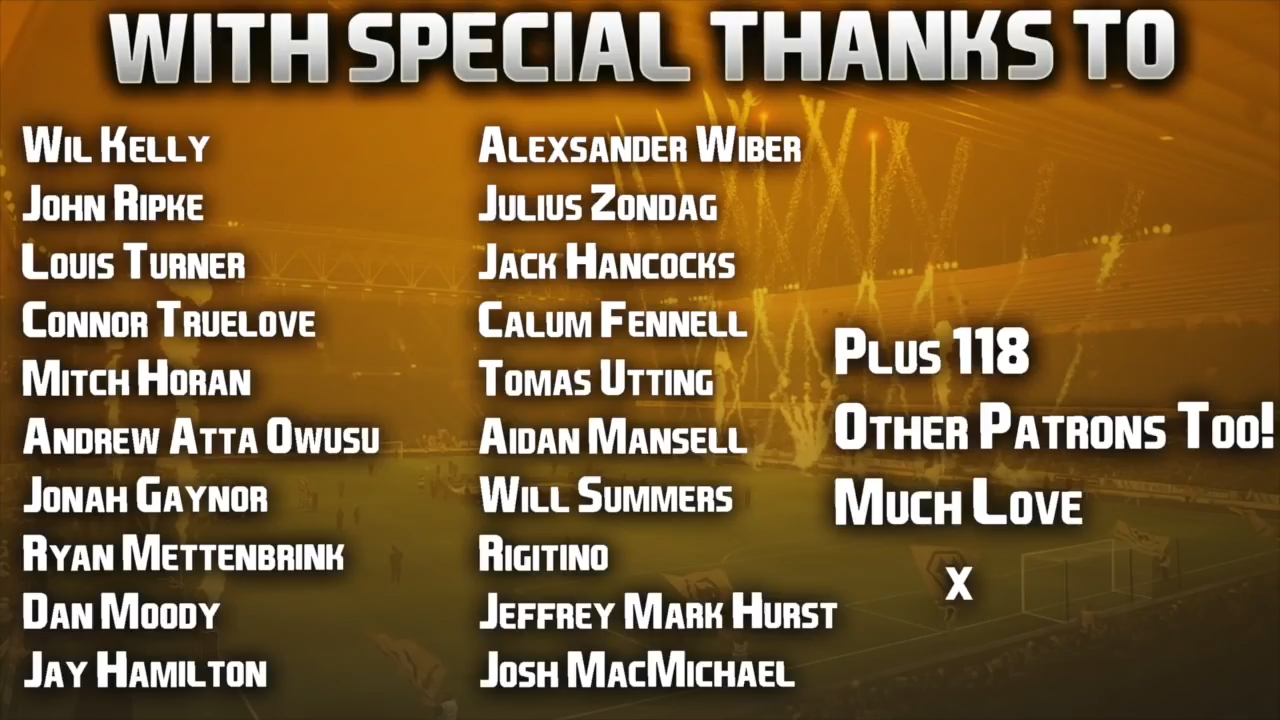 WITH SPECIAL THANKS TO
WIL KELLY
JOHN RIPKE
LOUIS TURNER
CONNOR TRUELOVE
MITCH HORAN
ANDREW ATTA OWUSU
JONAH GAYNOR
RYAN METTENBRINK
DAN MOODY
JAY HAMILTON
ALEXSANDER WIBER
JULIUS ZONDAG
JACK HANCOCKS
CALUM FENNELL
TOMAS UTTING
AIDAN MANSELL
WILL SUMMERS
RIGITINO
JEFFREY MARK HURST
JOSH MACMICHAEL
PLUS 118
OTHER PATRONS TOO!
MUCH LOVE
X